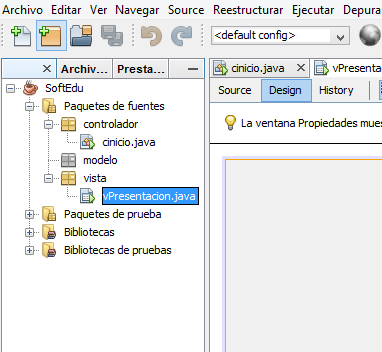 Archivo Editar Ver Navegar Source Reestructurar Ejecutar Depura
<default config>
Archiv... Presta...
cinicio.java vPresentac
SoftEdu
Source Design History
Paquetes de fuentes
controlador
La ventana Propiedades mues
cinicio.java
modelo
vista
vPresentacion.java
Paquetes de prueba
Bibliotecas
Bibliotecas de pruebas